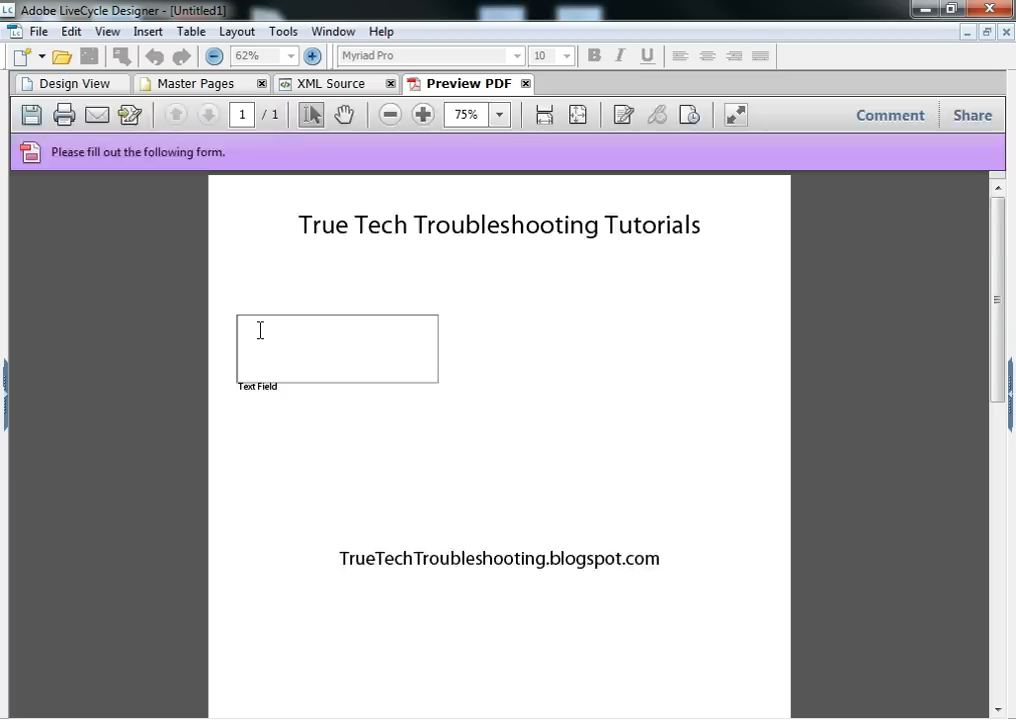 Lc Adobe LiveCycle Designer - [Untitled1]
File Edit View Insert Table Layout Tools Window Help
62% Myriad Pro 10 B I U
Design View Master Pages XML Source Preview PDF
1 / 1 75% Comment Share
Please fill out the following form.
True Tech Troubleshooting Tutorials
Text Field
TrueTechTroubleshooting.blogspot.com